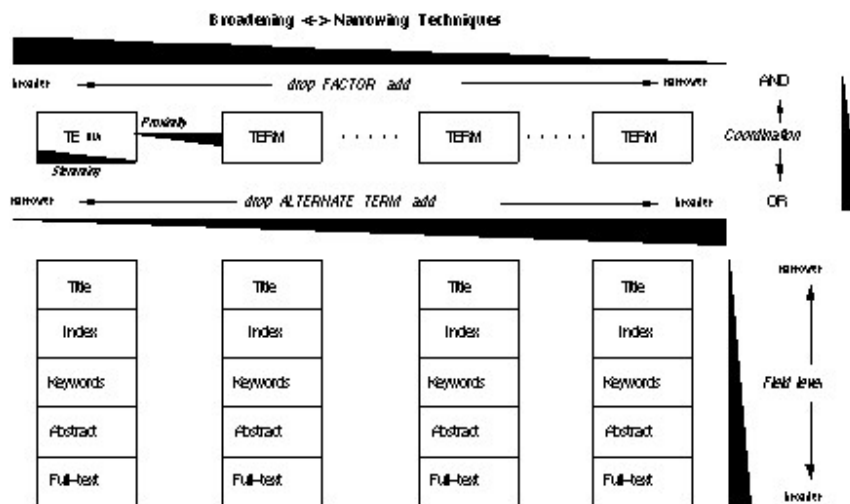 Broadening <-> Narrowing Techniques
broader drop FACTOR add narrower AND
TERM Proximity TERM ..... TERM ..... TERM Coordination
Stemming
narrower drop ALTERNATE TERM add broader OR
Title Title Title Title narrower
Index Index Index Index
Keywords Keywords Keywords Keywords Field level
Abstract Abstract Abstract Abstract
Full-text Full-text Full-text Full-text broader